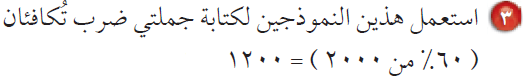 ٣ استعمل هذين النموذجين لكتابة جملتي ضرب تُكافئان
( ٦٠٪ من ٢٠٠٠ ) = ١٢٠٠